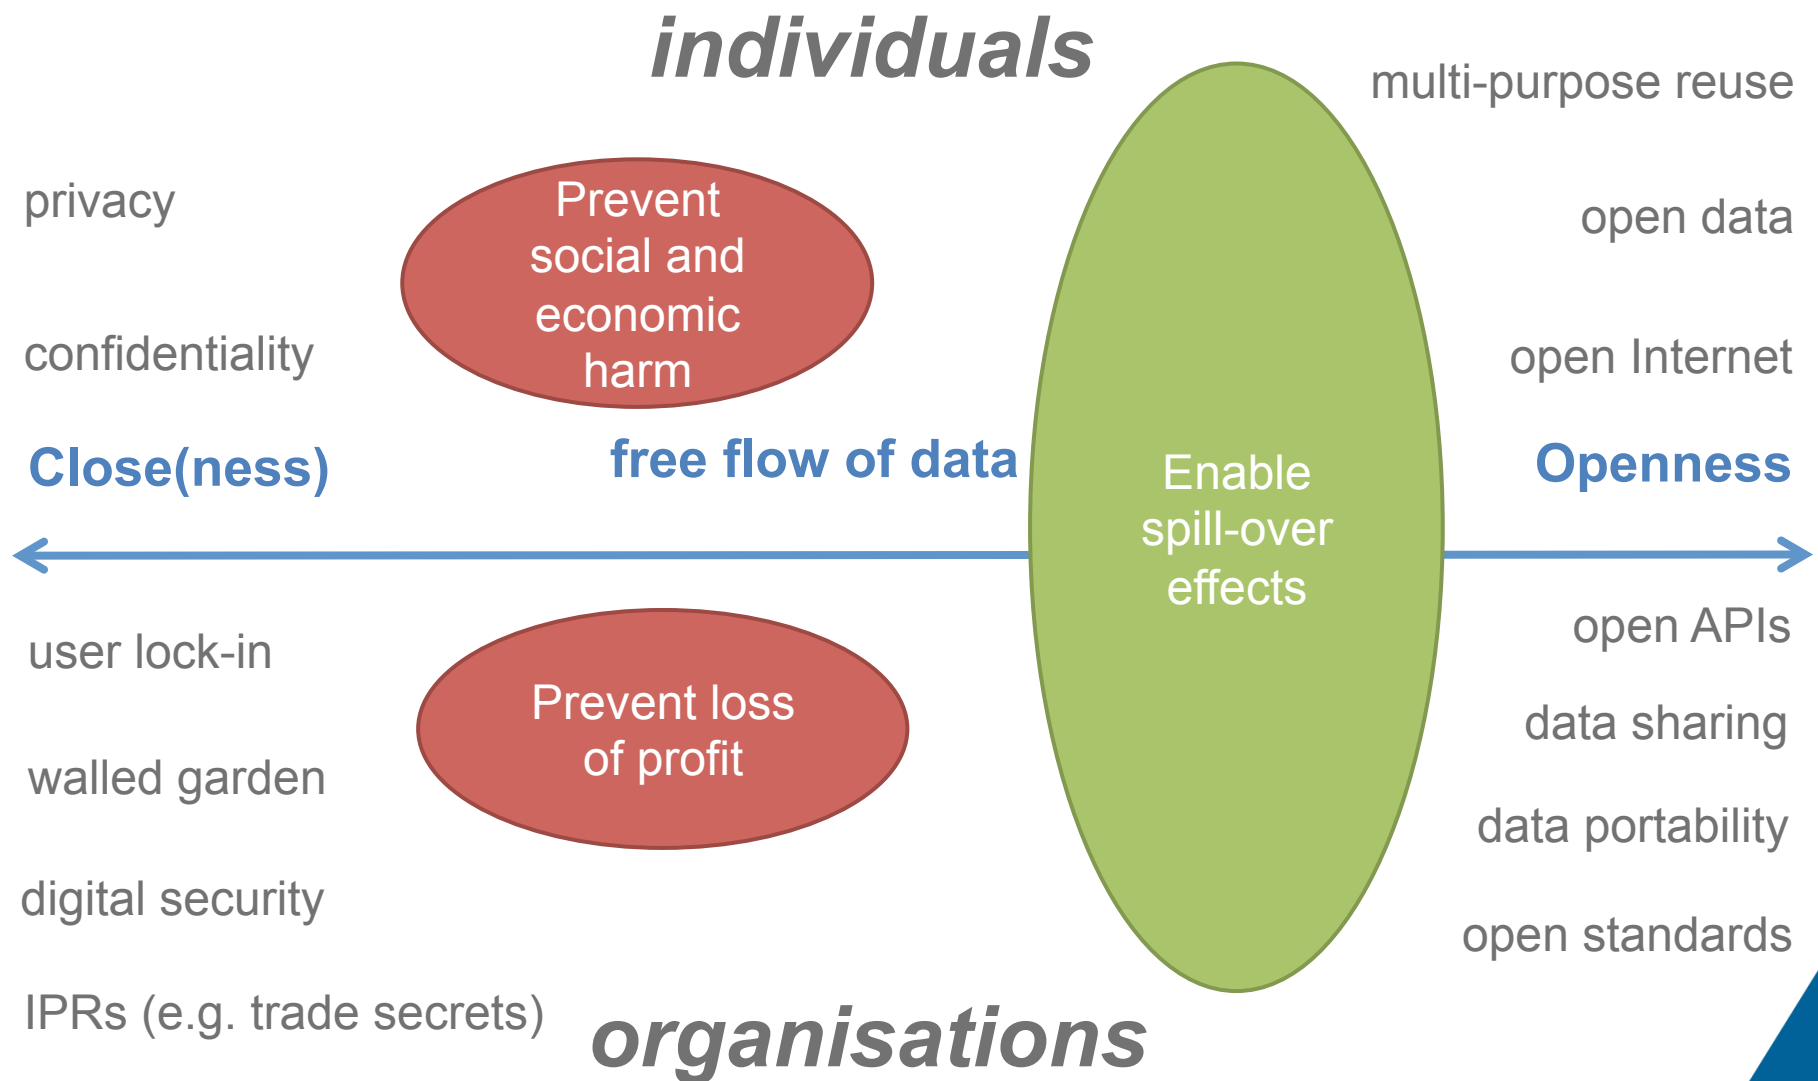 individuals
multi-purpose reuse
privacy
Prevent
social and
economic
harm
open data
confidentiality
open Internet
Close(ness)
free flow of data
Openness
Enable
spill-over
effects
user lock-in
open APIs
Prevent loss
of profit
data sharing
walled garden
data portability
digital security
open standards
IPRs (e.g. trade secrets)
organisations